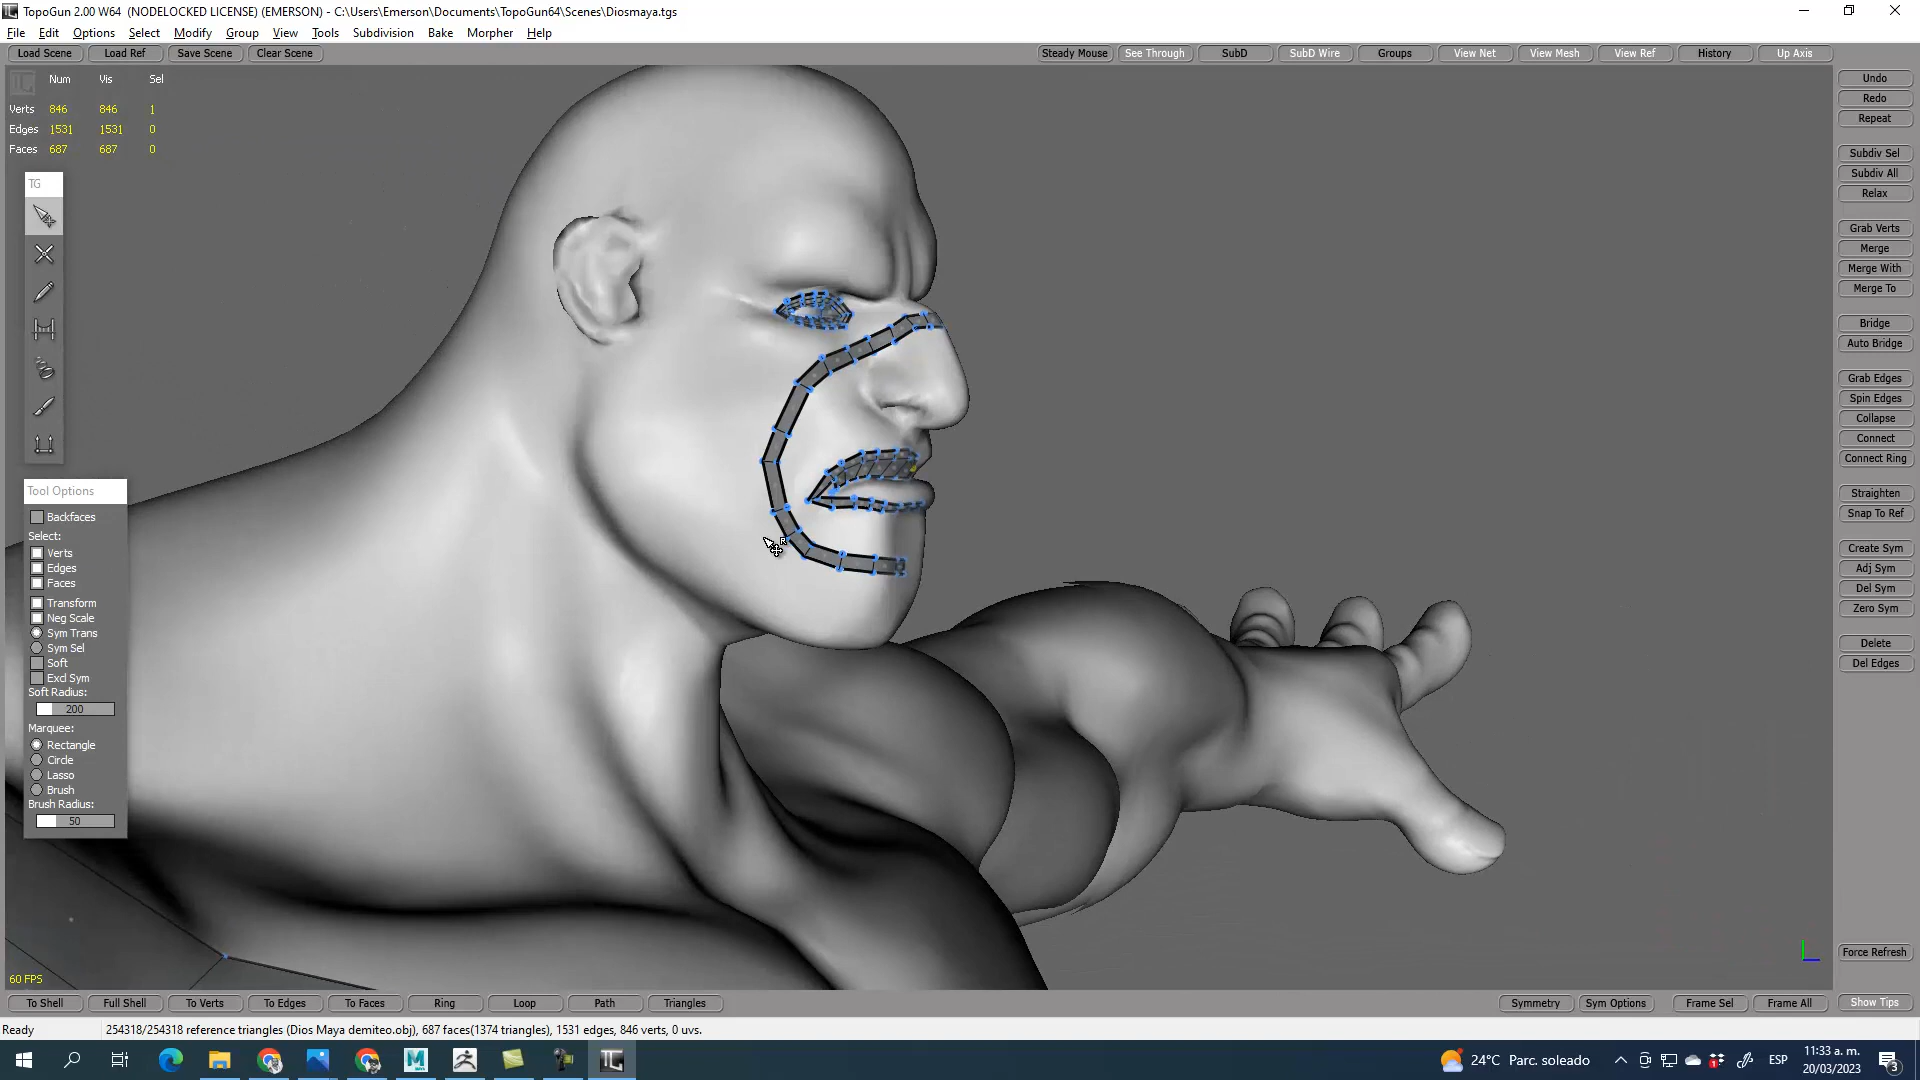 TopoGun 2.00 W64  (NODELOCKED LICENSE) (EMERSON) - C:\Users\Emerson\Documents\TopoGun64\Scenes\Diosmaya.tgs
File Edit Options Select Modify Group View Tools Subdivision Bake Morpher Help
Load Scene Load Ref Save Scene Clear Scene Steady Mouse See Through SubD SubD Wire Groups View Net View Mesh View Ref History Up Axis
Num Vis Sel
Verts 846 846 1
Edges 1531 1531 0
Faces 687 687 0
TG
Tool Options
Backfaces
Select:
Verts
Edges
Faces
Transform
Neg Scale
Sym Trans
Sym Sel
Soft
Excl Sym
Soft Radius:
200
Marquee:
Rectangle
Circle
Lasso
Brush
Brush Radius:
50
60 FPS
Undo
Redo
Repeat
Subdiv Sel
Subdiv All
Relax
Grab Verts
Merge
Merge With
Merge To
Bridge
Auto Bridge
Grab Edges
Spin Edges
Collapse
Connect
Connect Ring
Straighten
Snap To Ref
Create Sym
Adj Sym
Del Sym
Zero Sym
Delete
Del Edges
Force Refresh
To Shell Full Shell To Verts To Edges To Faces Ring Loop Path Triangles Symmetry Sym Options Frame Sel Frame All Show Tips
Ready 254318/254318 reference triangles (Dios Maya demiteo.obj), 687 faces(1374 triangles), 1531 edges, 846 verts, 0 uvs.
24°C Parc. soleado ESP 11:33 a. m.
20/03/2023
3